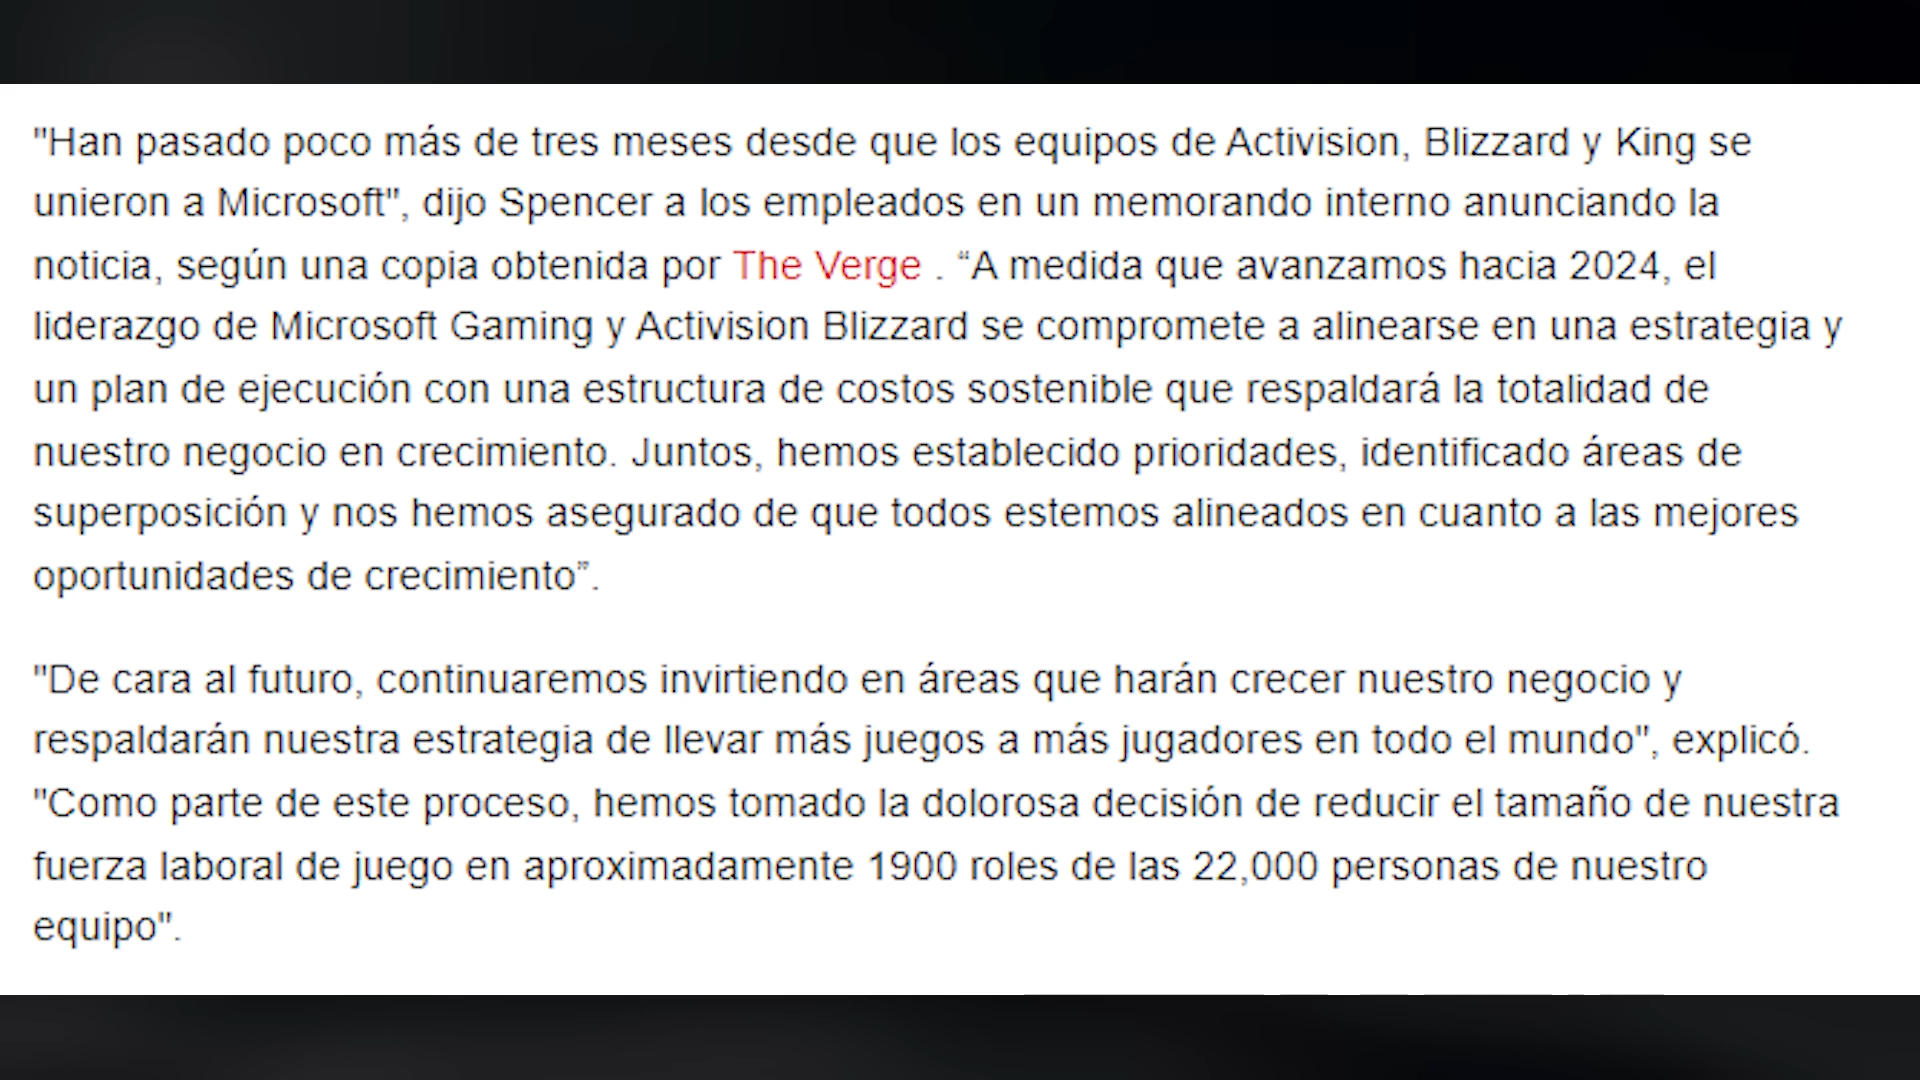 "Han pasado poco más de tres meses desde que los equipos de Activision, Blizzard y King se
unieron a Microsoft", dijo Spencer a los empleados en un memorando interno anunciando la
noticia, según una copia obtenida por The Verge . “A medida que avanzamos hacia 2024, el
liderazgo de Microsoft Gaming y Activision Blizzard se compromete a alinearse en una estrategia y
un plan de ejecución con una estructura de costos sostenible que respaldará la totalidad de
nuestro negocio en crecimiento. Juntos, hemos establecido prioridades, identificado áreas de
superposición y nos hemos asegurado de que todos estemos alineados en cuanto a las mejores
oportunidades de crecimiento”.
"De cara al futuro, continuaremos invirtiendo en áreas que harán crecer nuestro negocio y
respaldarán nuestra estrategia de llevar más juegos a más jugadores en todo el mundo", explicó.
"Como parte de este proceso, hemos tomado la dolorosa decisión de reducir el tamaño de nuestra
fuerza laboral de juego en aproximadamente 1900 roles de las 22,000 personas de nuestro
equipo".